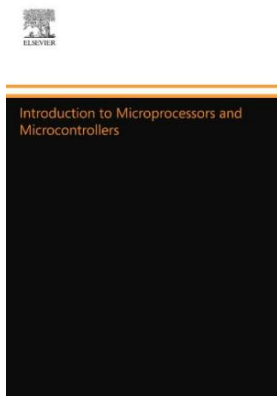 ELSEVIER
Introduction to Microprocessors and
Microcontrollers